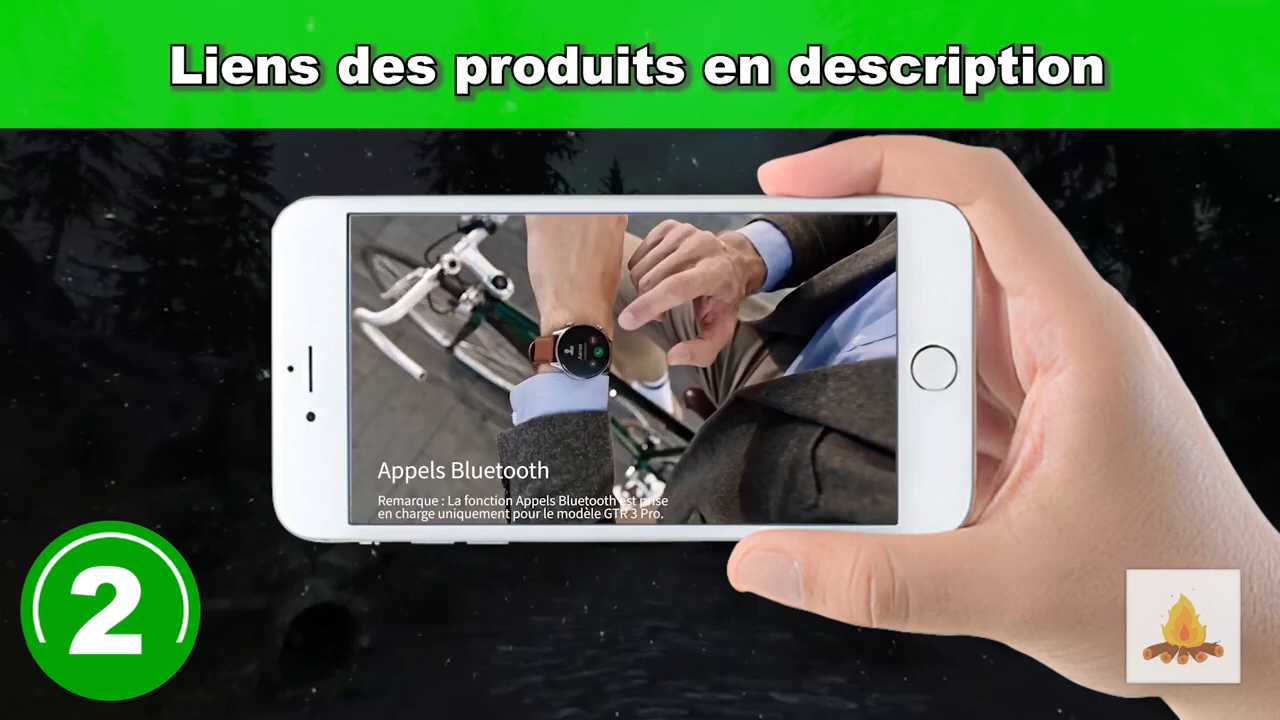 Liens des produits en description
Appels Bluetooth
Remarque : La fonction Appels Bluetooth est prise
en charge uniquement pour le modèle GTR 3 Pro.
2